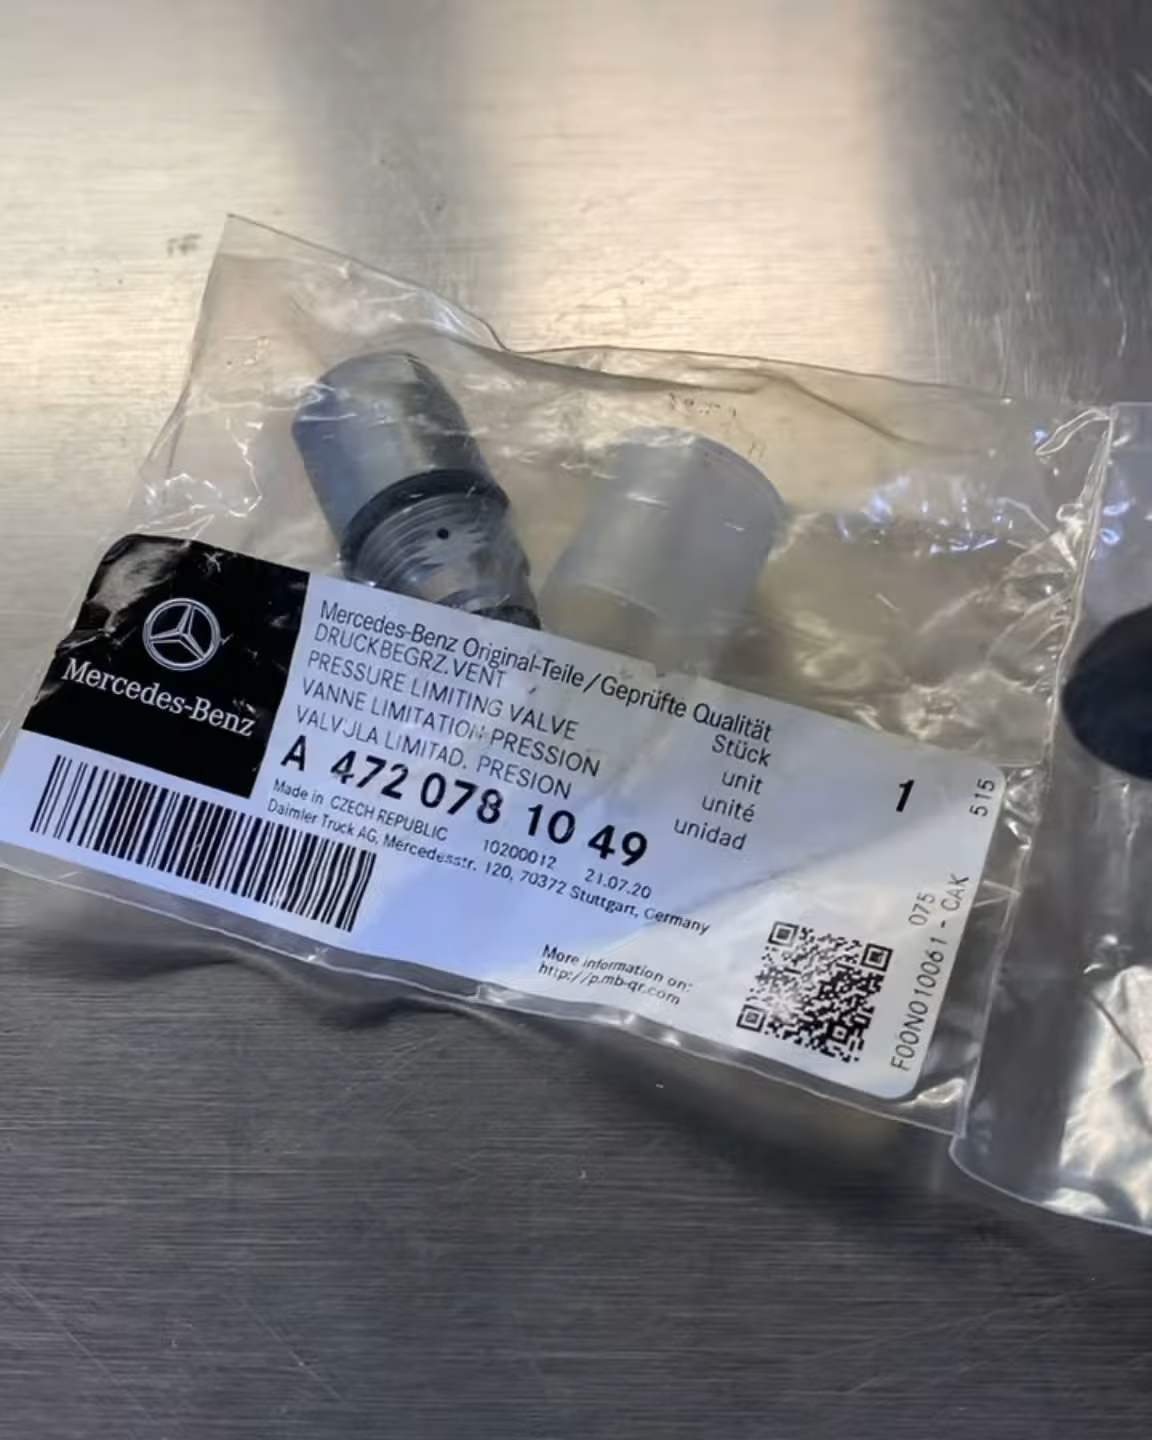 Mercedes-Benz
Mercedes-Benz Original-Teile/Geprüfte Qualität
DRUCKBEGRZ.VENT
PRESSURE LIMITING VALVE
VANNE LIMITATION PRESSION
VALVJLA LIMITAD. PRESION
Stück
unit
unité
unidad
1
515
A 472 078 10 49
Made in CZECH REPUBLIC 10200012 21.07.20
Daimler Truck AG, Mercedesstr. 120, 70372 Stuttgart, Germany
More information on:
http://p.mb-qr.com
075
F00N010061 - CAK